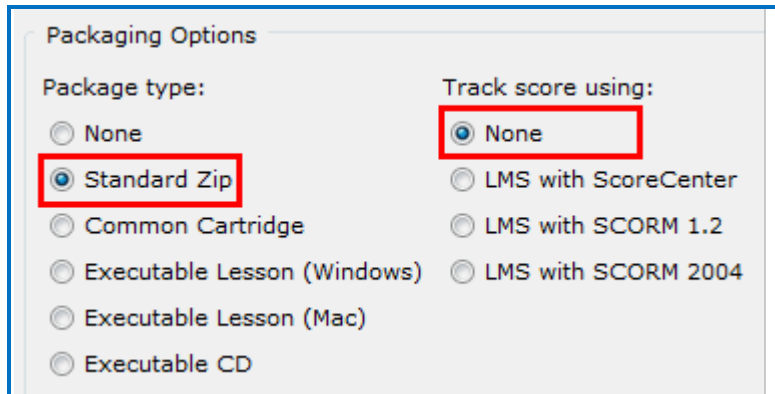 Packaging Options
Package type:
None
Standard Zip
Common Cartridge
Executable Lesson (Windows)
Executable Lesson (Mac)
Executable CD
Track score using:
None
LMS with ScoreCenter
LMS with SCORM 1.2
LMS with SCORM 2004